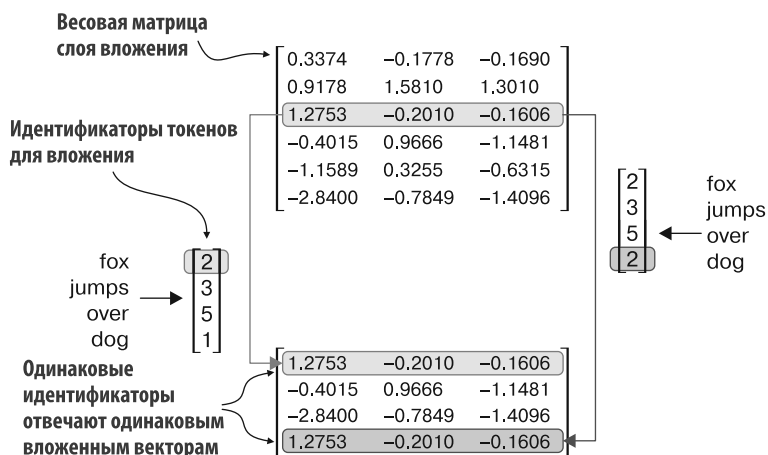 Весовая матрица
слоя вложения
0.3374 –0.1778 –0.1690
0.9178 1.5810 1.3010
1.2753 –0.2010 –0.1606
–0.4015 0.9666 –1.1481
–1.1589 0.3255 –0.6315
–2.8400 –0.7849 –1.4096
Идентификаторы токенов
для вложения
fox 2
jumps 3
over 5
dog 1
2 fox
3 jumps
5 over
2 dog
Одинаковые
идентификаторы
отвечают одинаковым
вложенным векторам
1.2753 –0.2010 –0.1606
–0.4015 0.9666 –1.1481
–2.8400 –0.7849 –1.4096
1.2753 –0.2010 –0.1606